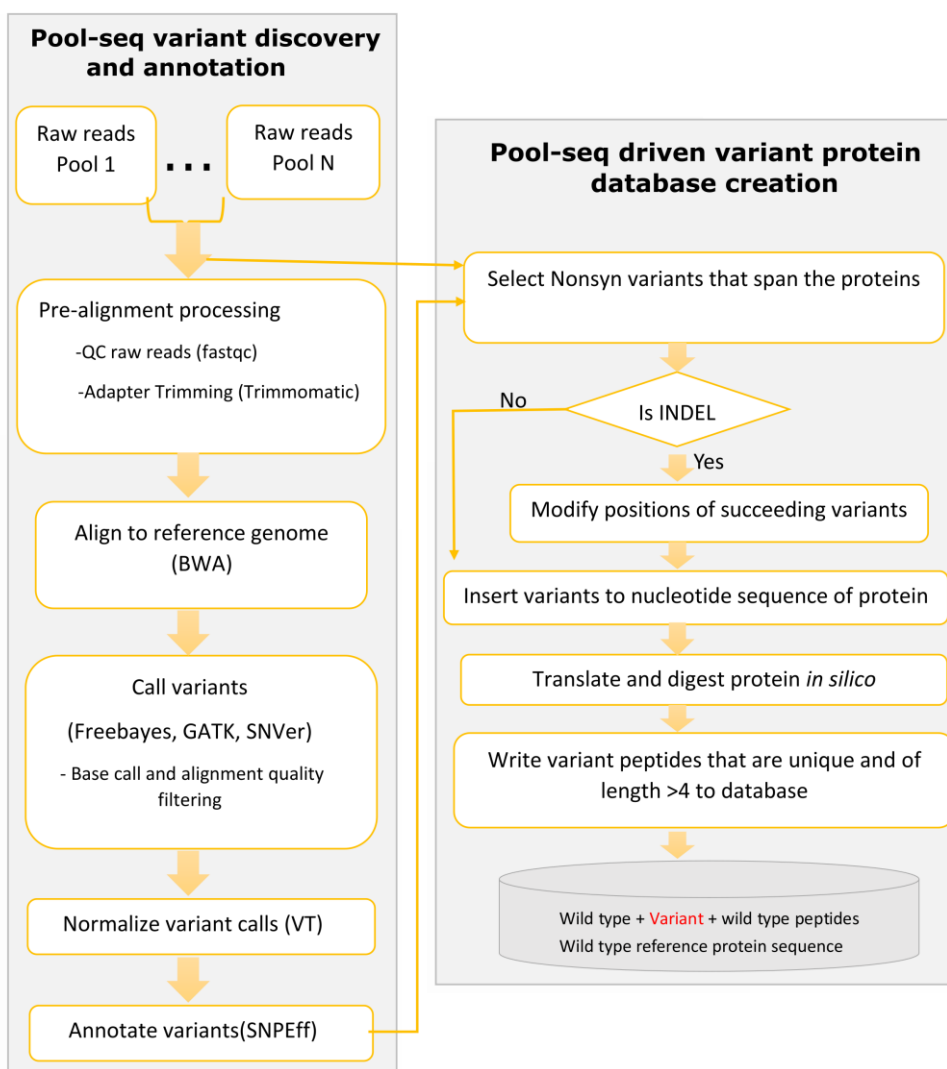 Pool-seq variant discovery
and annotation
Raw reads
Pool 1
...
Raw reads
Pool N
Pre-alignment processing
-QC raw reads (fastqc)
-Adapter Trimming (Trimmomatic)
Align to reference genome
(BWA)
Call variants
(Freebayes, GATK, SNVer)
- Base call and alignment quality
filtering
Normalize variant calls (VT)
Annotate variants(SNPEff)
Pool-seq driven variant protein
database creation
Select Nonsyn variants that span the proteins
No
Is INDEL
Yes
Modify positions of succeeding variants
Insert variants to nucleotide sequence of protein
Translate and digest protein in silico
Write variant peptides that are unique and of
length >4 to database
Wild type + Variant + wild type peptides
Wild type reference protein sequence